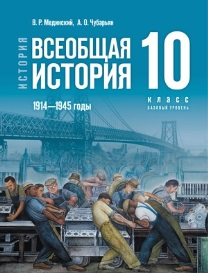 В. Р. Мединский, А. О. Чубарьян
ИСТОРИЯ
ВСЕОБЩАЯ
ИСТОРИЯ
10
КЛАСС
БАЗОВЫЙ УРОВЕНЬ
1914—1945 годы